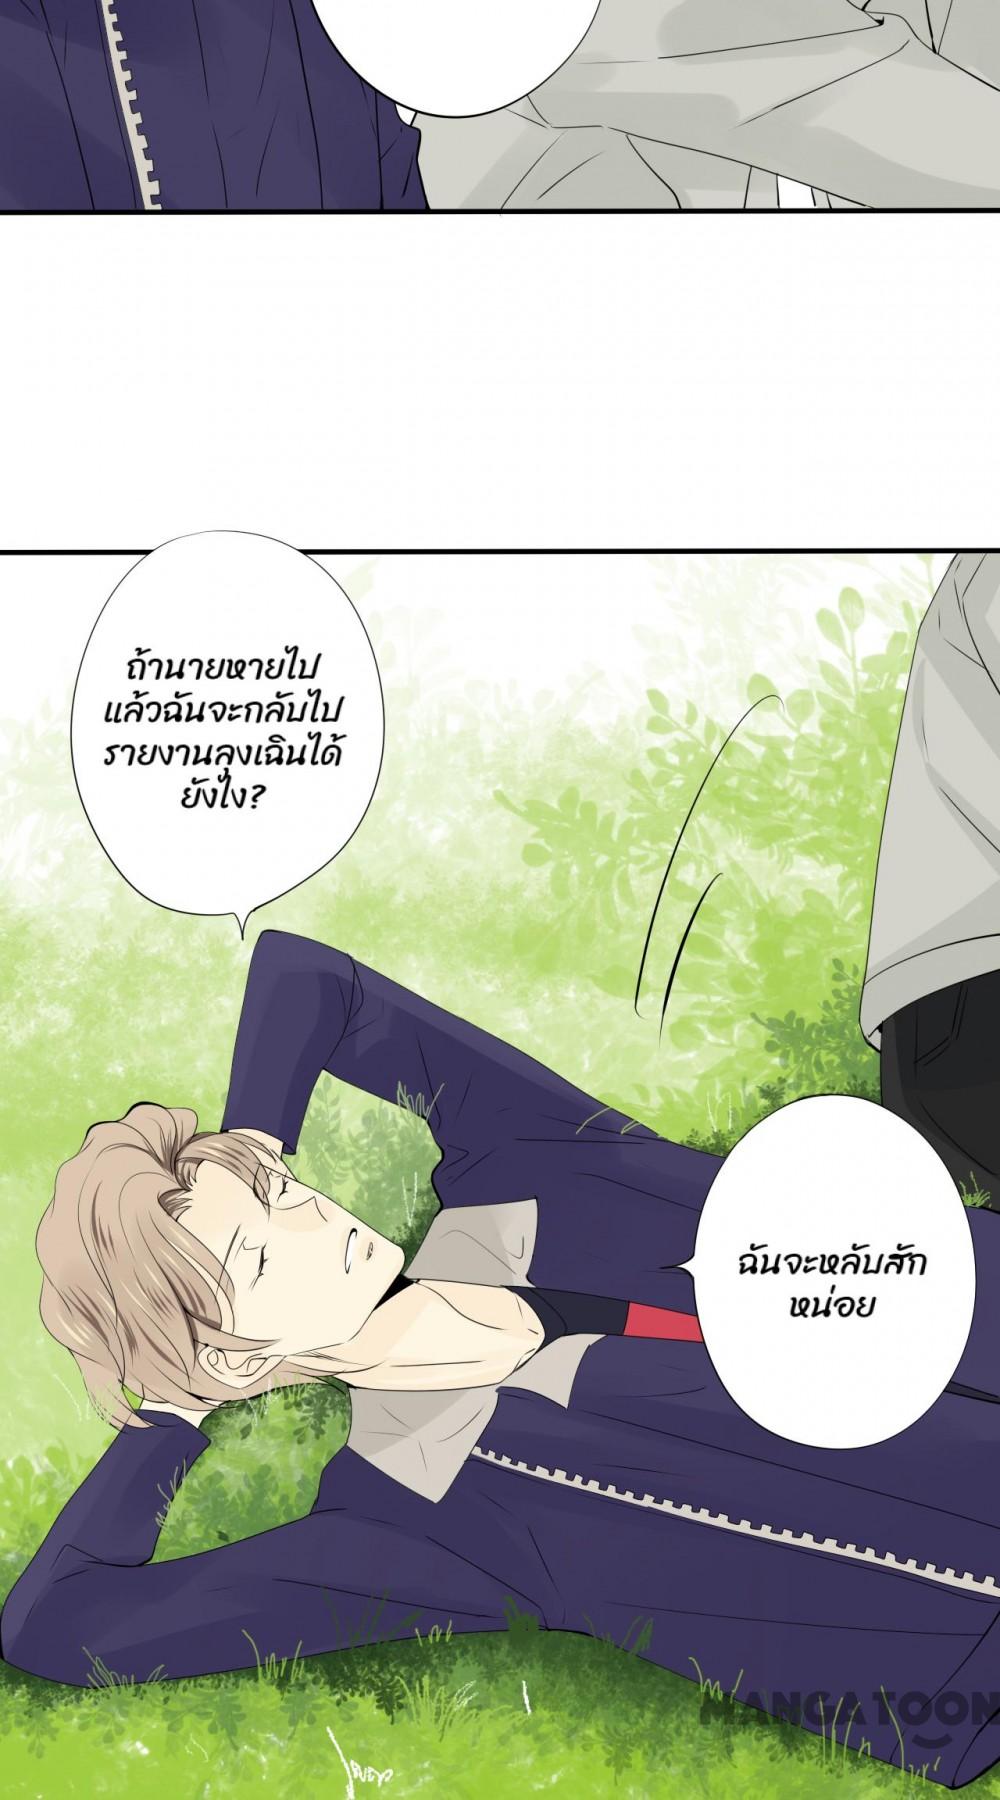 ถ้านายหายไป
แล้วฉันจะกลับไป
รายงานลุงเฉินได้
ยังไง?
ฉันจะหลับสัก
หน่อย
MANGATOON